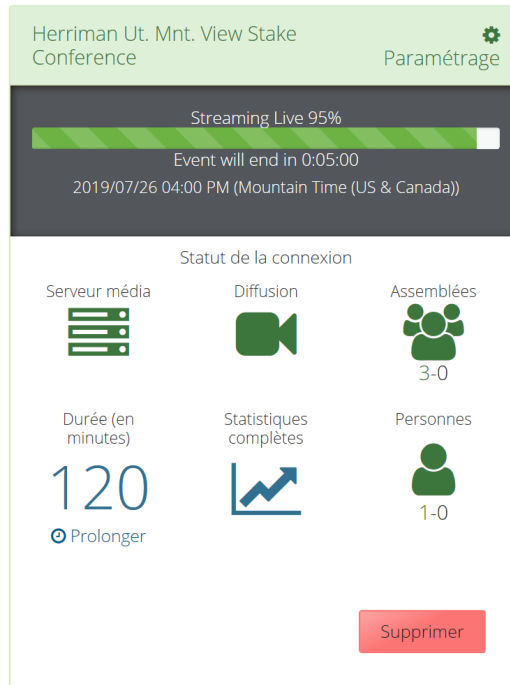 Herriman Ut. Mnt. View Stake
Conference
Paramétrage
Streaming Live 95%
Event will end in 0:05:00
2019/07/26 04:00 PM (Mountain Time (US & Canada))
Statut de la connexion
Serveur média
Diffusion
Assemblées
3-0
Durée (en
minutes)
Statistiques
complètes
Personnes
120
1-0
Prolonger
Supprimer